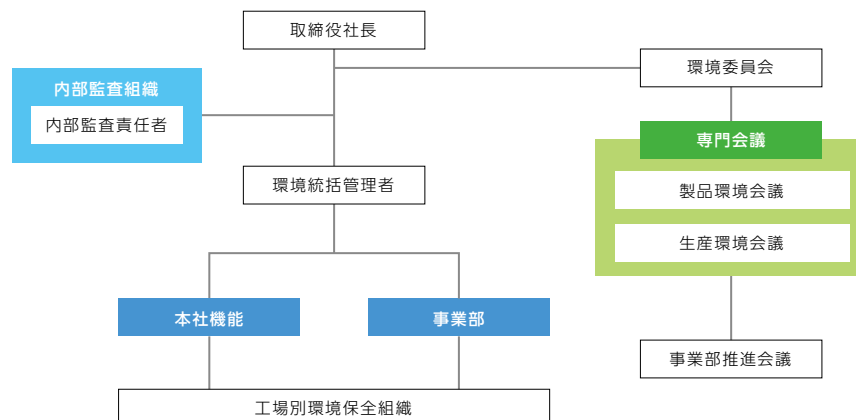 取締役社長
環境委員会
内部監査組織
内部監査責任者
専門会議
環境統括管理者
製品環境会議
生産環境会議
本社機能
事業部
事業部推進会議
工場別環境保全組織